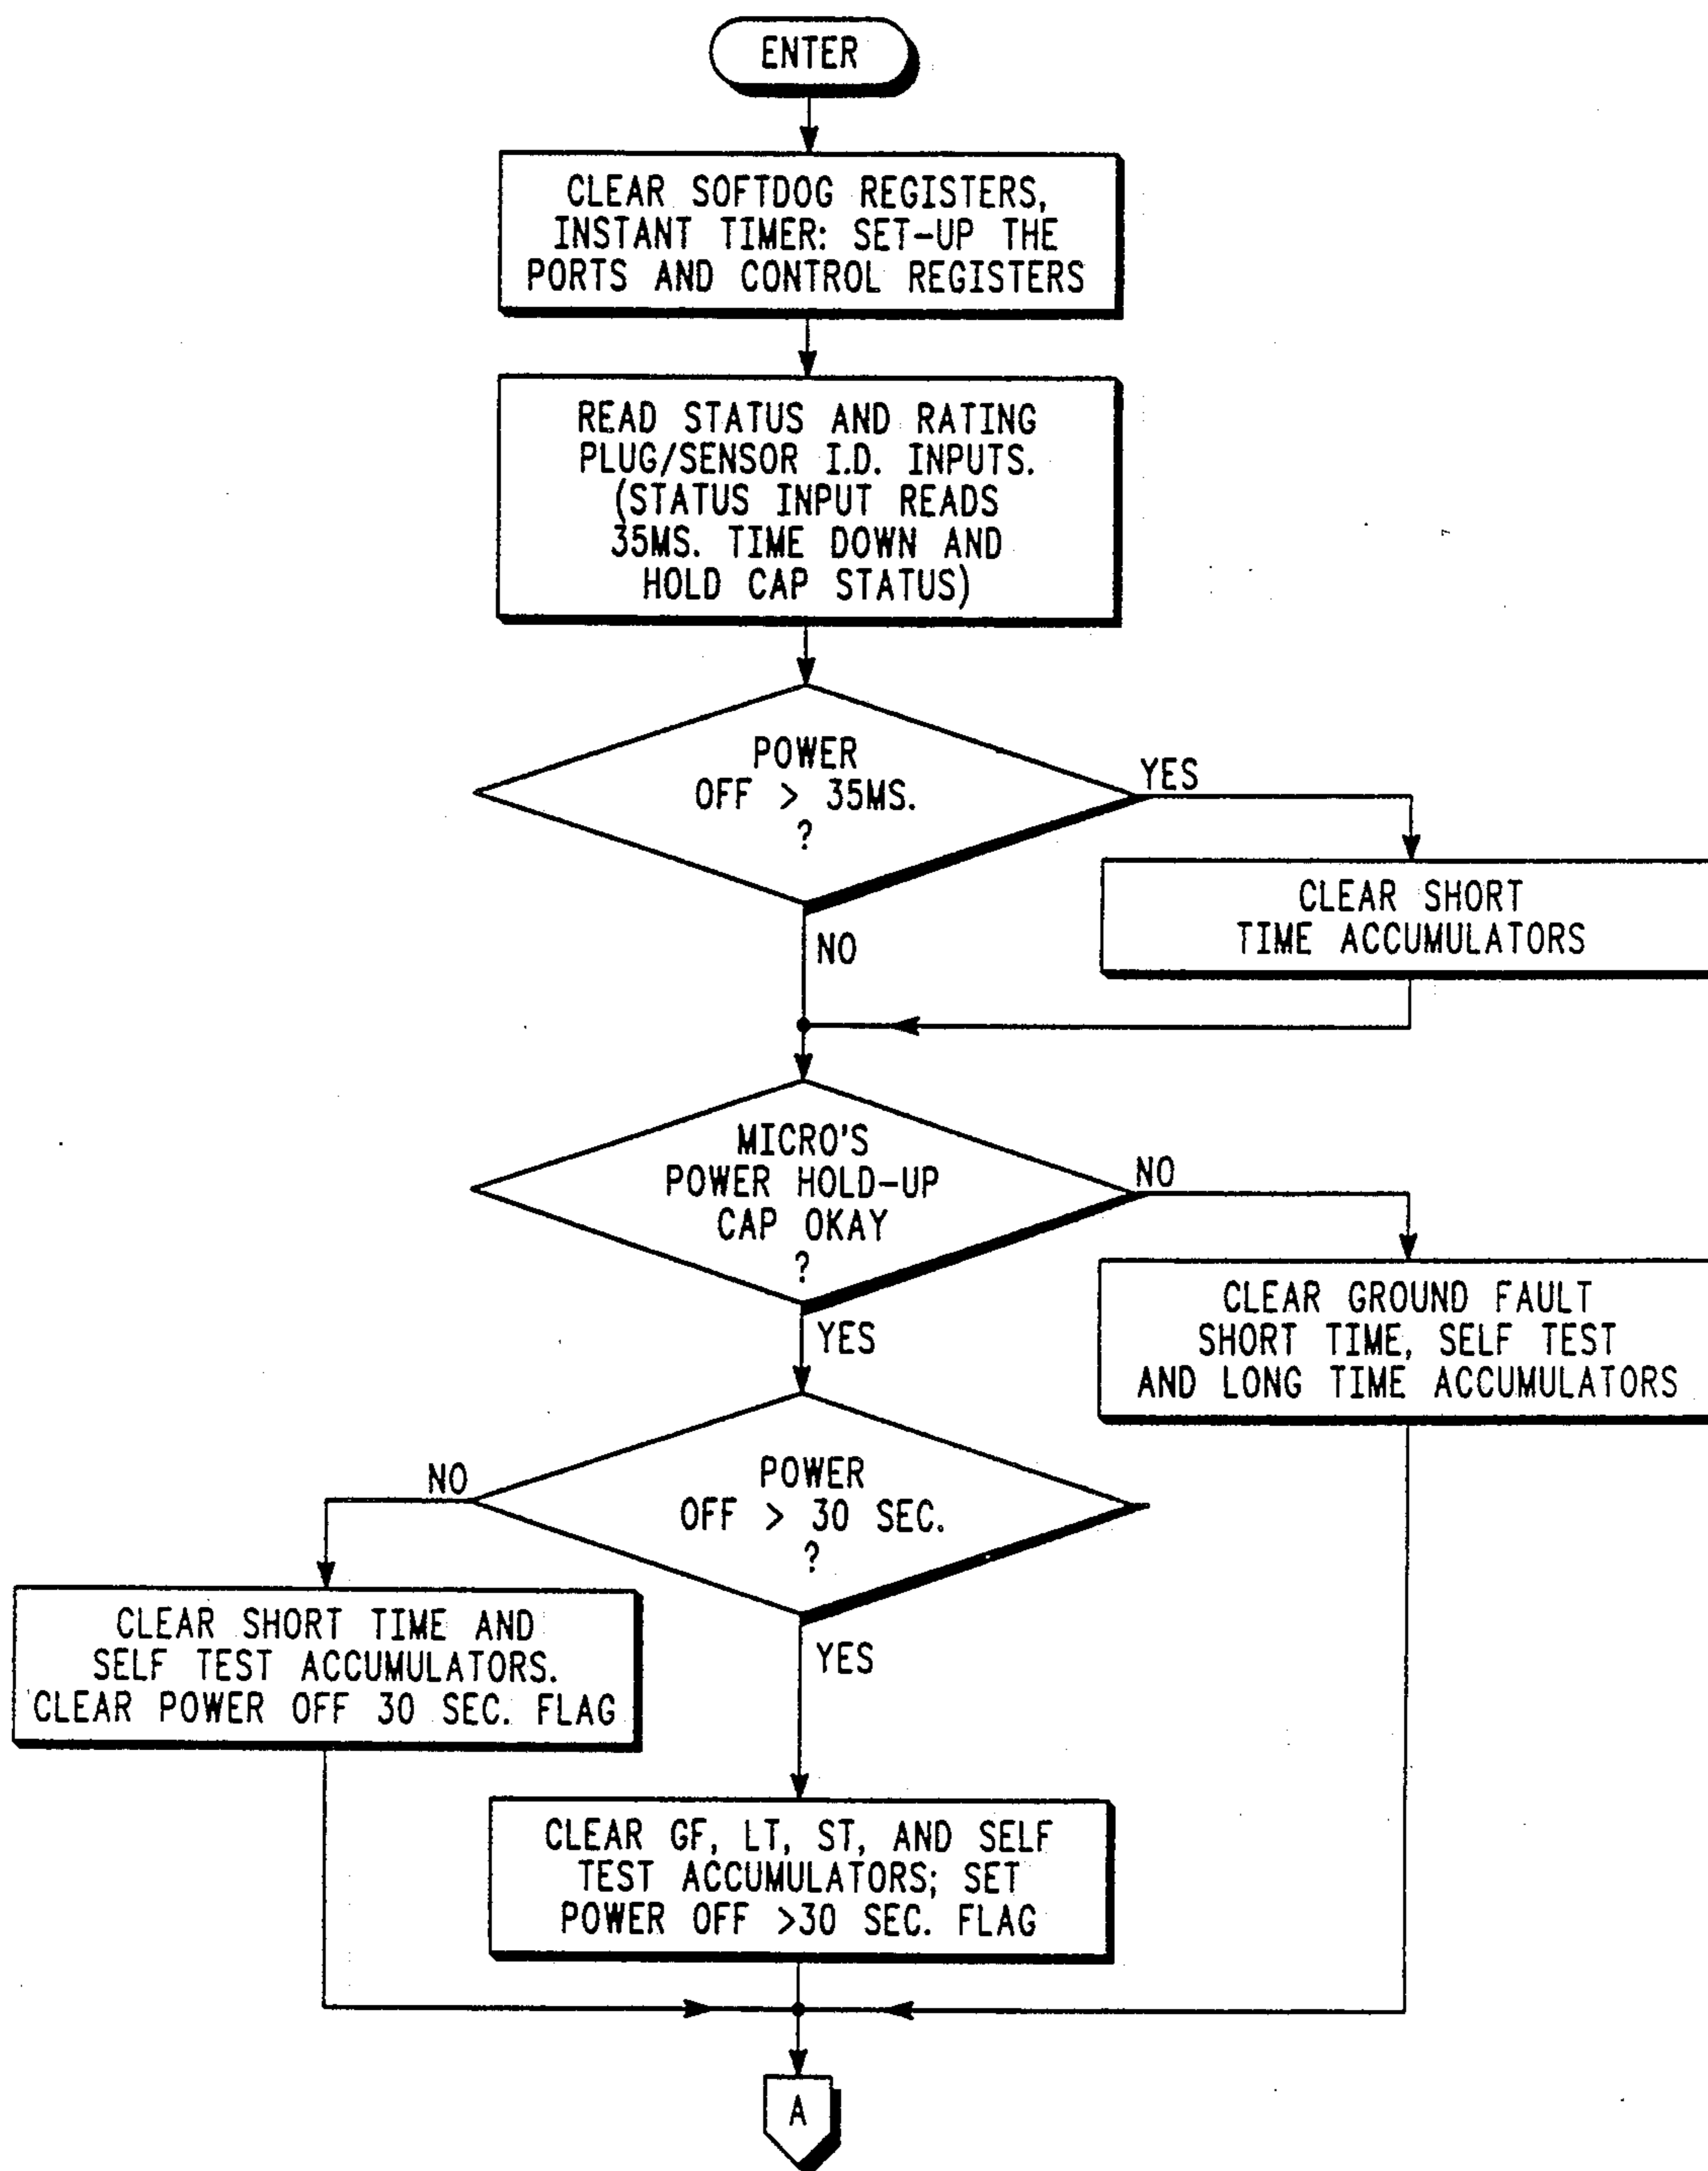 ENTER
CLEAR SOFTDOG REGISTERS,
INSTANT TIMER: SET-UP THE
PORTS AND CONTROL REGISTERS
READ STATUS AND RATING
PLUG/SENSOR I.D. INPUTS.
(STATUS INPUT READS
35MS. TIME DOWN AND
HOLD CAP STATUS)
POWER
OFF > 35MS.
?
YES
CLEAR SHORT
TIME ACCUMULATORS
NO
MICRO'S
POWER HOLD-UP
CAP OKAY
?
NO
CLEAR GROUND FAULT
SHORT TIME, SELF TEST
AND LONG TIME ACCUMULATORS
YES
POWER
OFF > 30 SEC.
?
NO
CLEAR SHORT TIME AND
SELF TEST ACCUMULATORS.
CLEAR POWER OFF 30 SEC. FLAG
YES
CLEAR GF, LT, ST, AND SELF
TEST ACCUMULATORS; SET
POWER OFF >30 SEC. FLAG
A